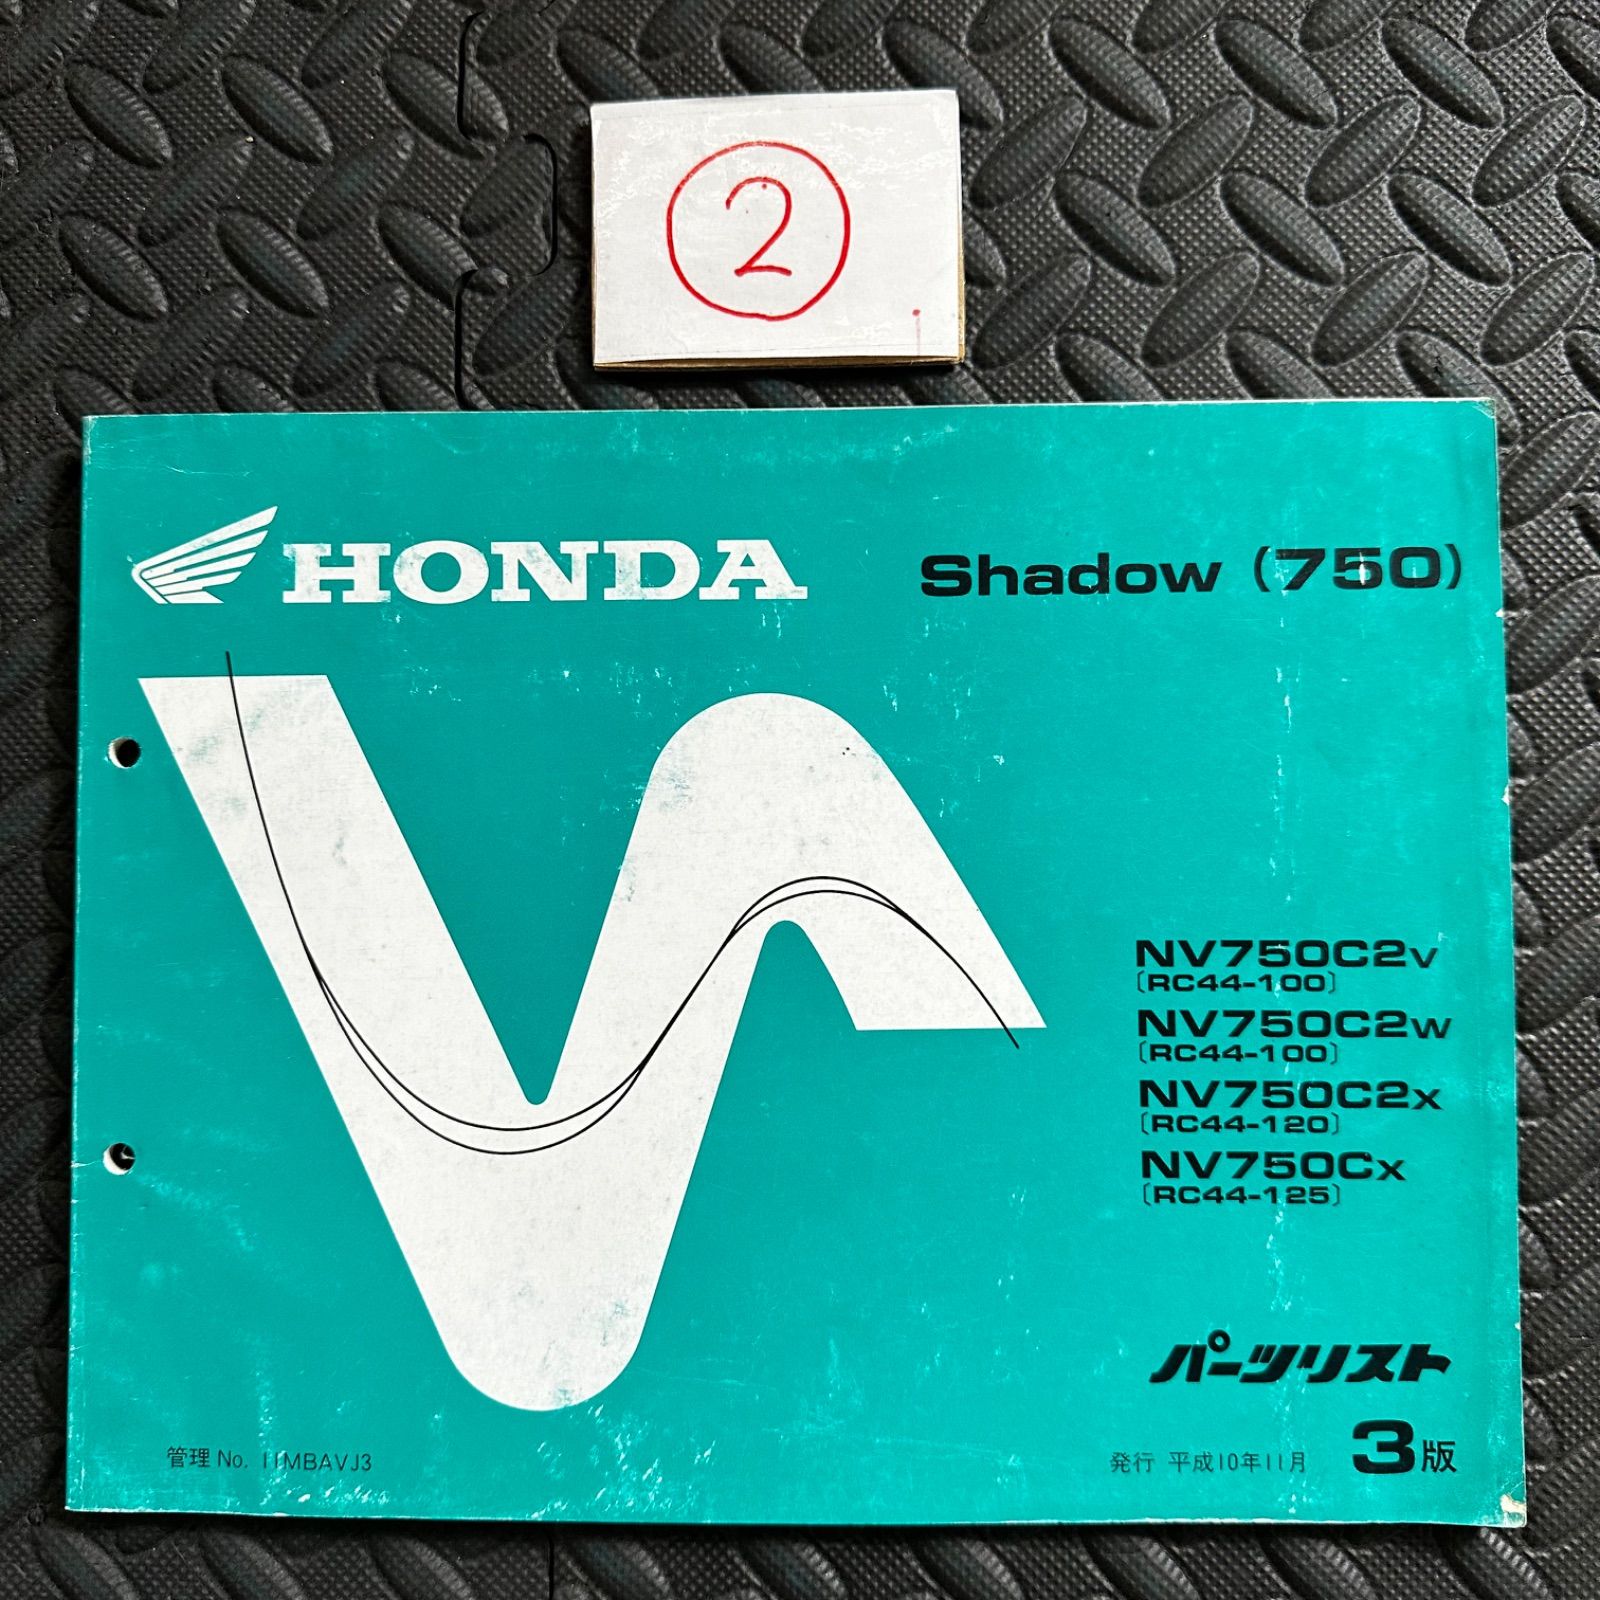 ②
HONDA
Shadow (750)
NV750C2V
〔RC44-100〕
NV750C2W
〔RC44-100〕
NV750C2X
〔RC44-120〕
NV750CX
〔RC44-125〕
パーツリスト
管理 No. 11MBAVJ3
発行 平成10年11月 3版